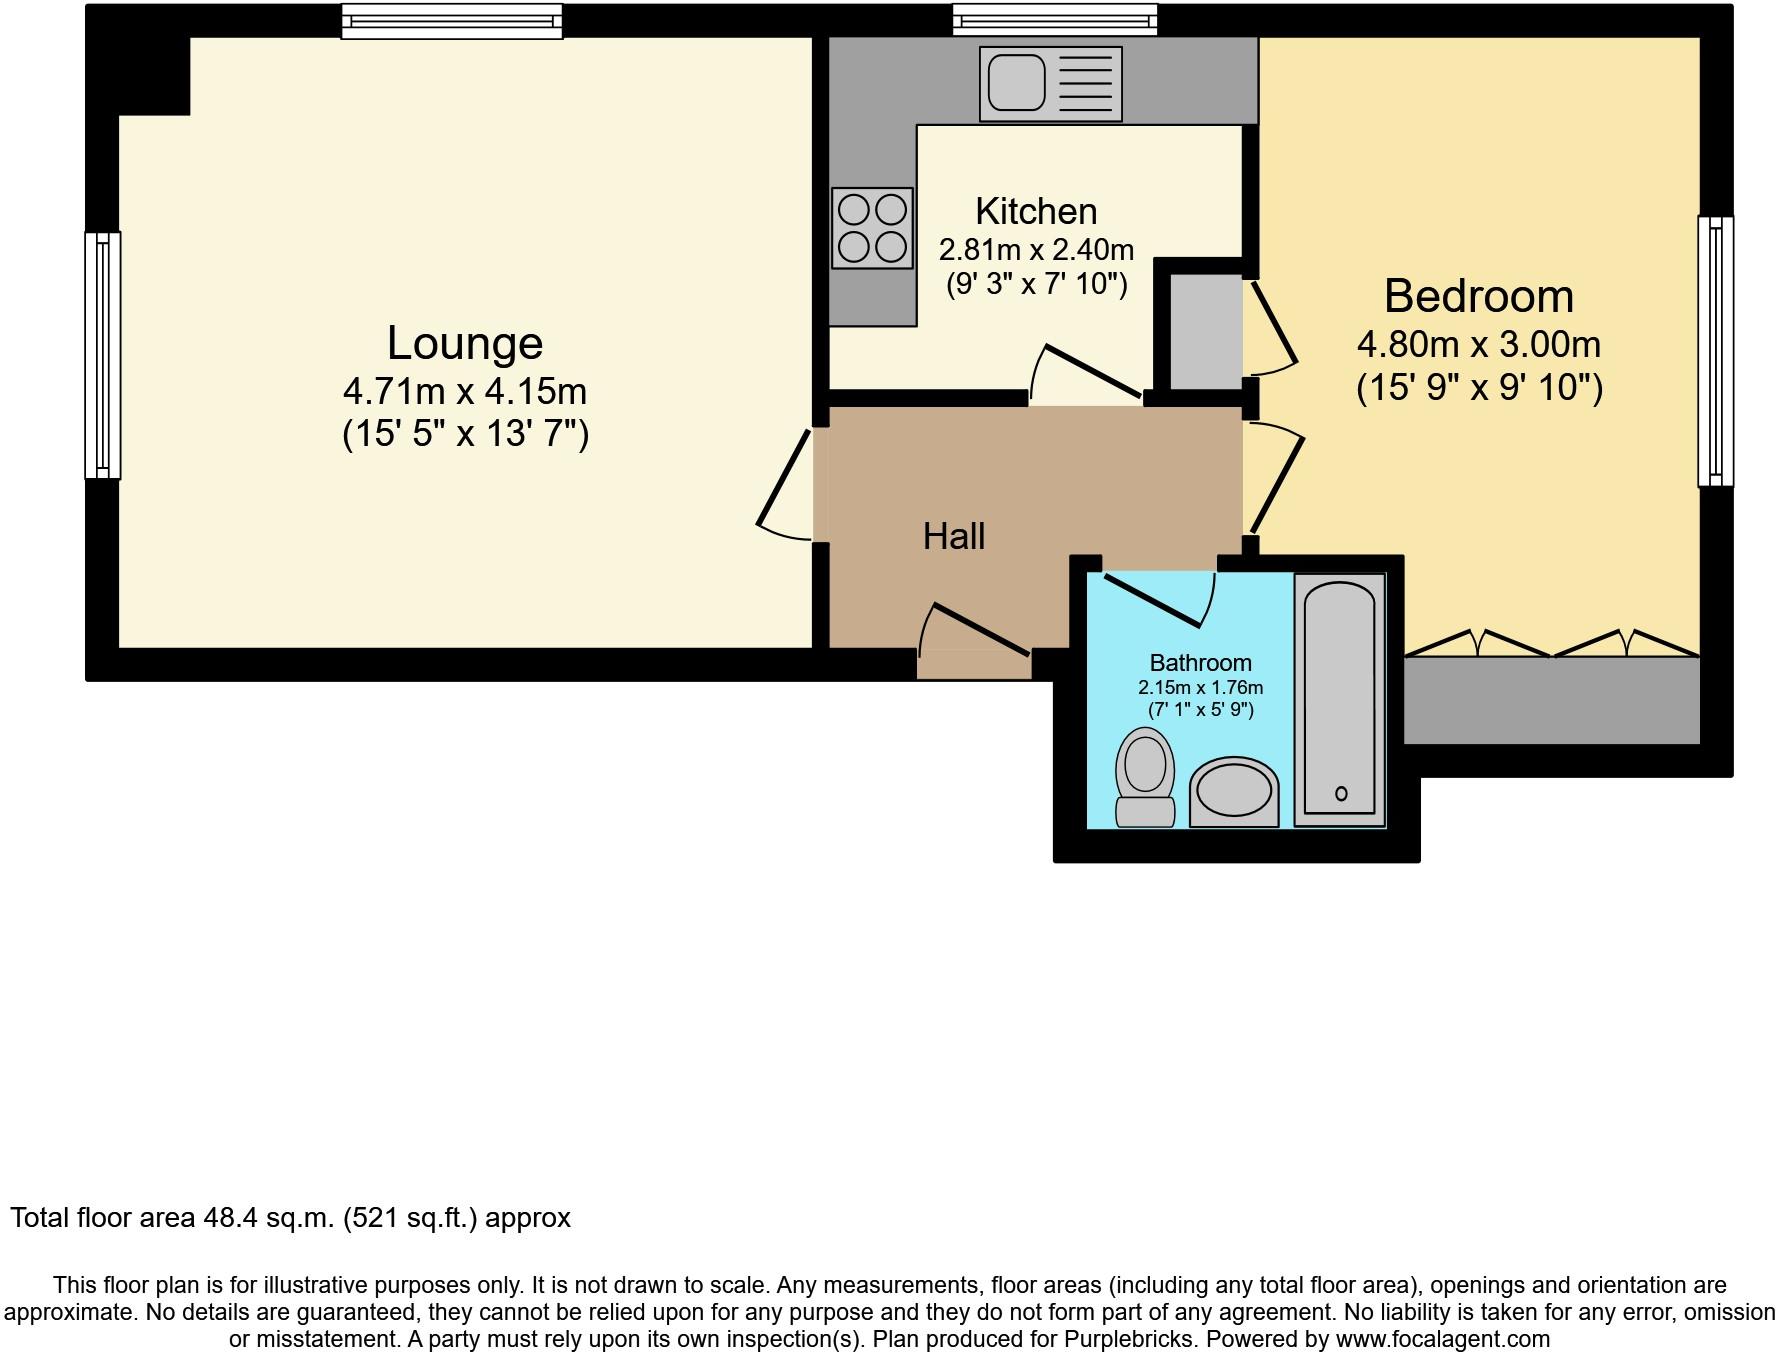 Kitchen
2.81m x 2.40m
(9' 3" x 7' 10")
Bedroom
4.80m x 3.00m
(15' 9" x 9' 10")
Lounge
4.71m x 4.15m
(15' 5" x 13' 7")
Hall
Bathroom
2.15m x 1.76m
(7' 1" x 5' 9")
Total floor area 48.4 sq.m. (521 sq.ft.) approx
This floor plan is for illustrative purposes only. It is not drawn to scale. Any measurements, floor areas (including any total floor area), openings and orientation are
approximate. No details are guaranteed, they cannot be relied upon for any purpose and they do not form part of any agreement. No liability is taken for any error, omission
or misstatement. A party must rely upon its own inspection(s). Plan produced for Purplebricks. Powered by www.focalagent.com